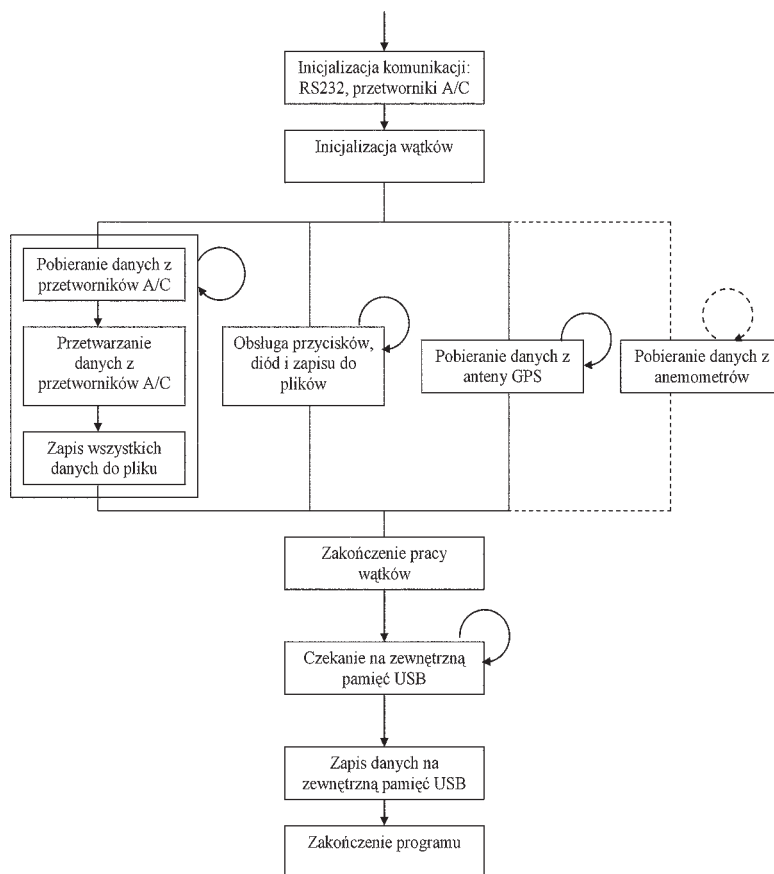 Inicjalizacja komunikacji:
RS232, przetworniki A/C
Inicjalizacja wątków
Pobieranie danych z
przetworników A/C
Przetwarzanie
danych z
przetworników A/C
Zapis wszystkich
danych do pliku
Obsługa przycisków,
diód i zapisu do
plików
Pobieranie danych z
anteny GPS
Pobieranie danych z
anemometrów
Zakończenie pracy
wątków
Czekanie na zewnętrzną
pamięć USB
Zapis danych na
zewnętrzną pamięć USB
Zakończenie programu